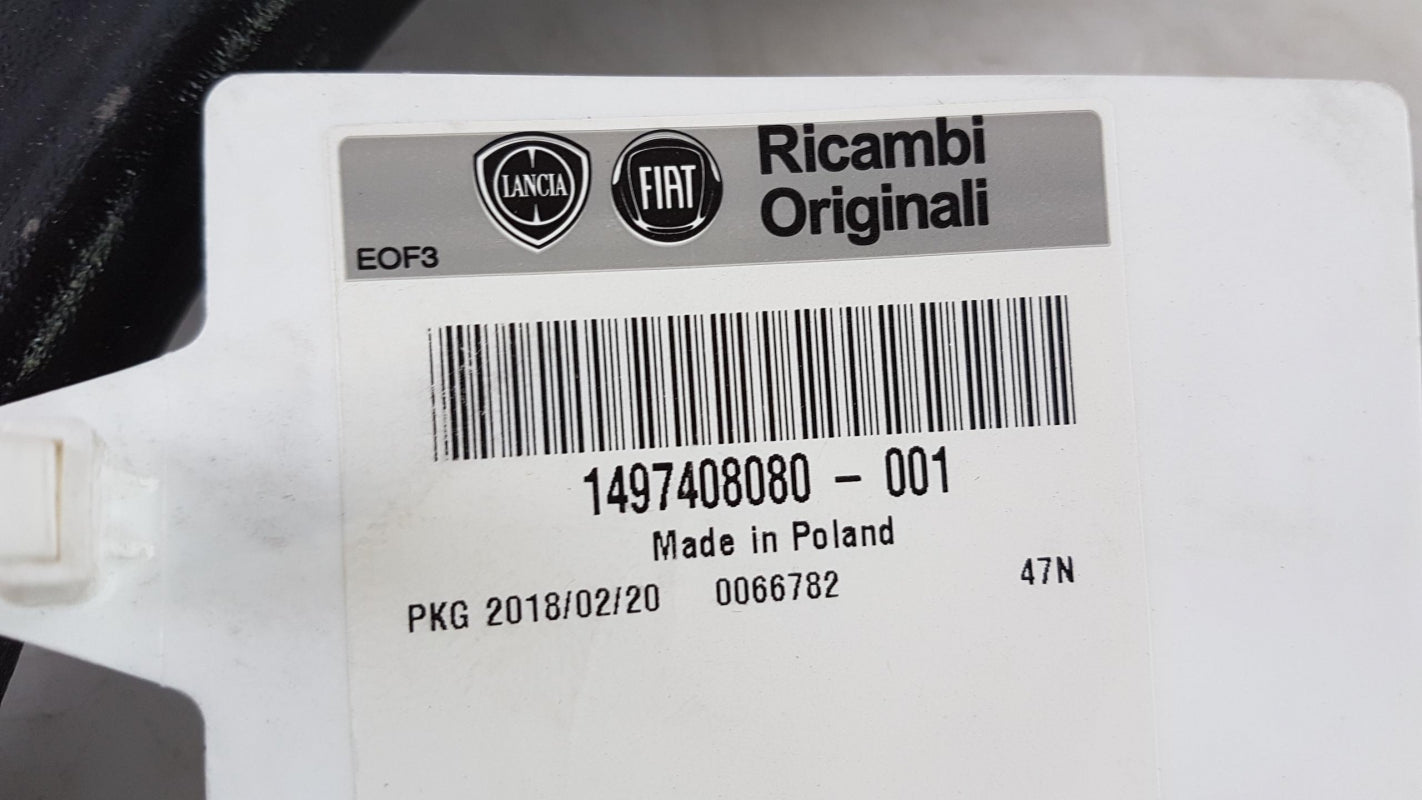 LANCIA FIAT Ricambi
Originali
EOF3
1497408080 - 001
Made in Poland
PKG 2018/02/20 0066782 47N